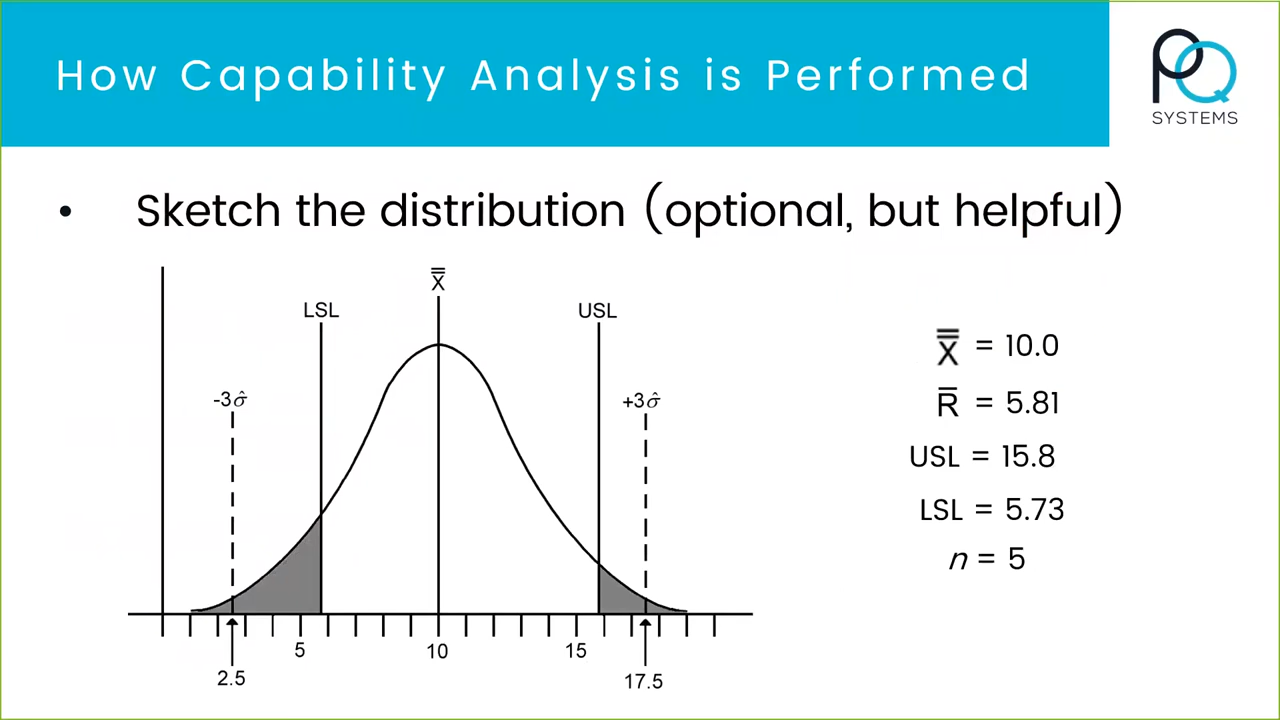 How Capability Analysis is Performed
PQ
SYSTEMS
• Sketch the distribution (optional, but helpful)
X̿
LSL
USL
-3σ̂
+3σ̂
5
10
15
2.5
17.5
X̿ = 10.0
R̅ = 5.81
USL = 15.8
LSL = 5.73
n = 5